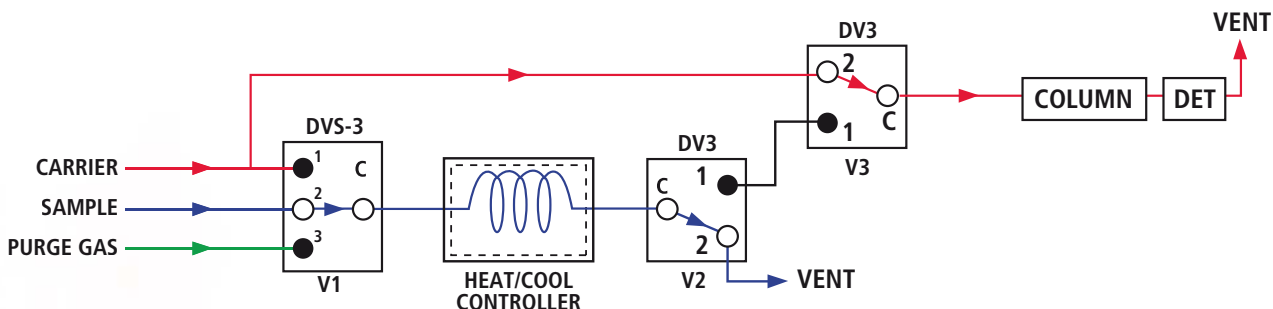 VENT
DV3
2
C
1
V3
COLUMN
DET
DVS-3
CARRIER
1
C
SAMPLE
2
PURGE GAS
3
V1
HEAT/COOL
CONTROLLER
DV3
1
C
2
V2
VENT